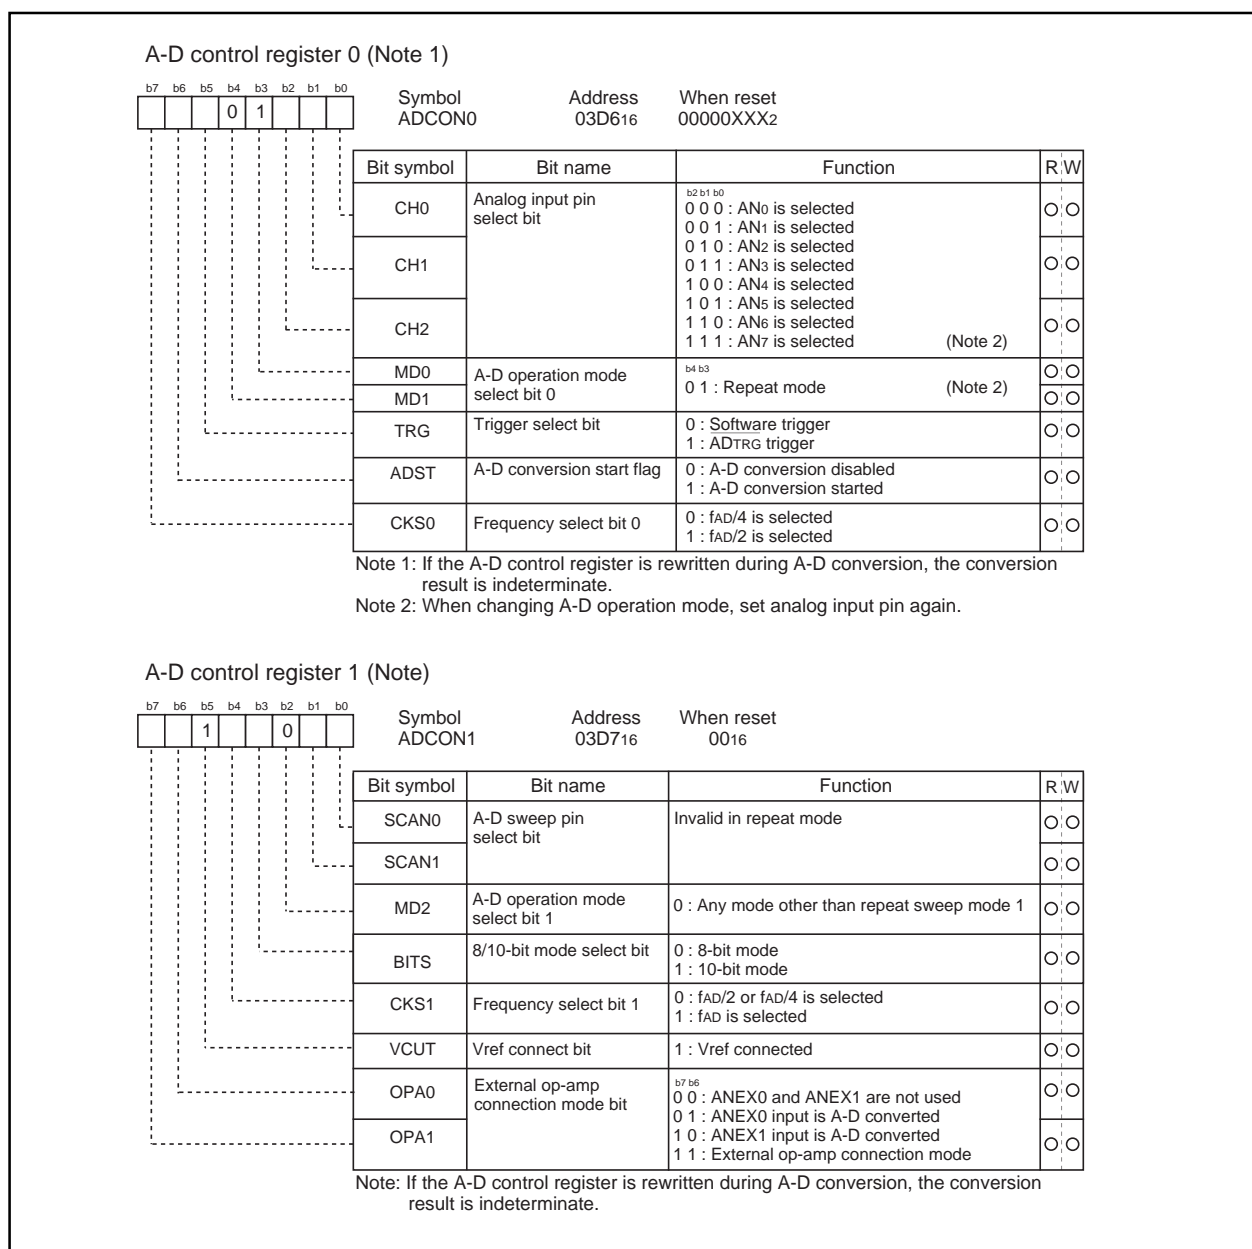 A-D control register 0 (Note 1)
b7 b6 b5 b4 b3 b2 b1 b0
0 1
Symbol Address When reset
ADCON0 03D616 00000XXX2
Bit symbol Bit name Function R W
CH0 Analog input pin select bit
b2 b1 b0
0 0 0 : AN0 is selected
0 0 1 : AN1 is selected
CH1
0 1 0 : AN2 is selected
0 1 1 : AN3 is selected
1 0 0 : AN4 is selected
1 0 1 : AN5 is selected
CH2
1 1 0 : AN6 is selected
1 1 1 : AN7 is selected (Note 2)
MD0 A-D operation mode select bit 0
b4 b3
0 1 : Repeat mode (Note 2)
MD1
TRG Trigger select bit 0 : Software trigger
1 : ADTRG trigger
ADST A-D conversion start flag 0 : A-D conversion disabled
1 : A-D conversion started
CKS0 Frequency select bit 0 0 : fAD/4 is selected
1 : fAD/2 is selected
Note 1: If the A-D control register is rewritten during A-D conversion, the conversion
result is indeterminate.
Note 2: When changing A-D operation mode, set analog input pin again.
A-D control register 1 (Note)
b7 b6 b5 b4 b3 b2 b1 b0
1 0
Symbol Address When reset
ADCON1 03D716 0016
Bit symbol Bit name Function R W
SCAN0 A-D sweep pin select bit Invalid in repeat mode
SCAN1
MD2 A-D operation mode select bit 1 0 : Any mode other than repeat sweep mode 1
BITS 8/10-bit mode select bit 0 : 8-bit mode
1 : 10-bit mode
CKS1 Frequency select bit 1 0 : fAD/2 or fAD/4 is selected
1 : fAD is selected
VCUT Vref connect bit 1 : Vref connected
OPA0 External op-amp connection mode bit
b7 b6
0 0 : ANEX0 and ANEX1 are not used
0 1 : ANEX0 input is A-D converted
OPA1
1 0 : ANEX1 input is A-D converted
1 1 : External op-amp connection mode
Note: If the A-D control register is rewritten during A-D conversion, the conversion
result is indeterminate.